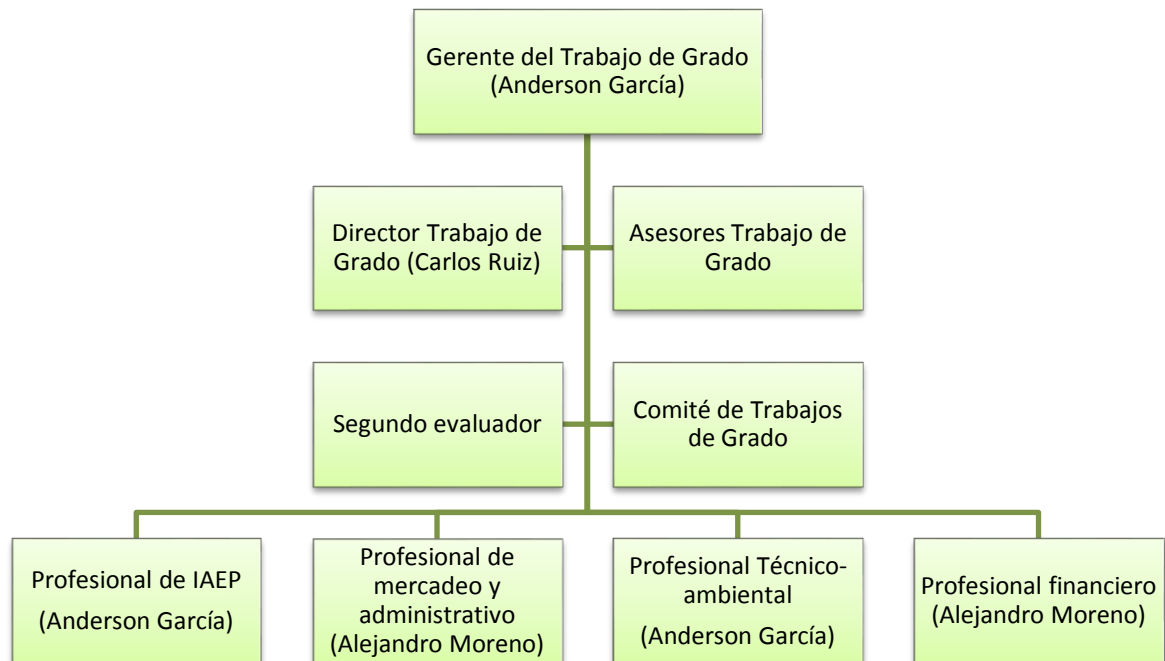 Gerente del Trabajo de Grado
(Anderson García)
Director Trabajo de
Grado (Carlos Ruiz)
Asesores Trabajo de
Grado
Segundo evaluador
Comité de Trabajos
de Grado
Profesional de IAEP
(Anderson García)
Profesional de
mercadeo y
administrativo
(Alejandro Moreno)
Profesional Técnico-
ambiental
(Anderson García)
Profesional financiero
(Alejandro Moreno)